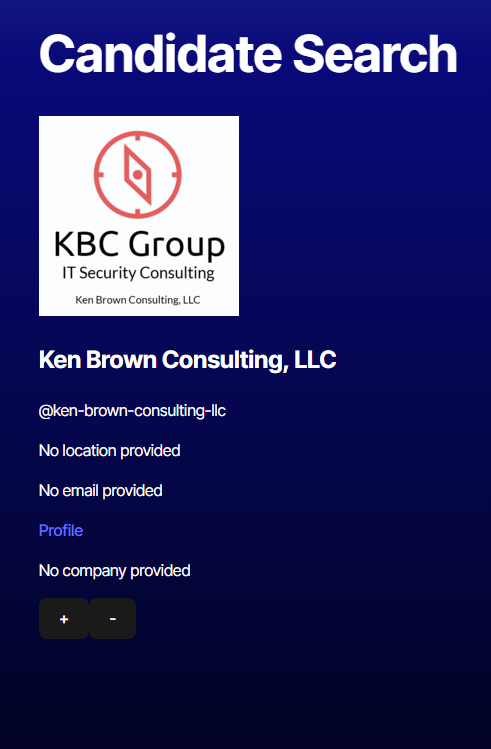 Candidate Search
KBC Group
IT Security Consulting
Ken Brown Consulting, LLC
Ken Brown Consulting, LLC
@ken-brown-consulting-llc
No location provided
No email provided
Profile
No company provided
+ -